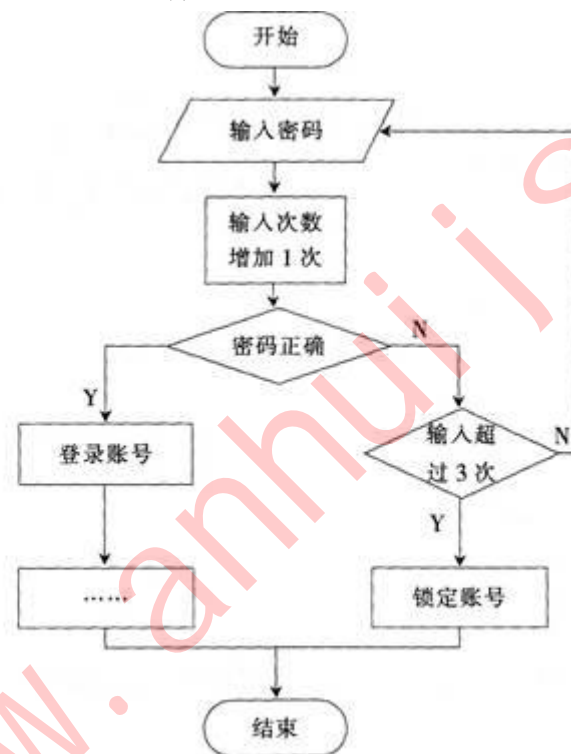 开始
输入密码
输入次数
增加1次
密码正确
N
Y
登录账号
输入超
过3次
N
Y
……
锁定账号
结束
w.anhuijs